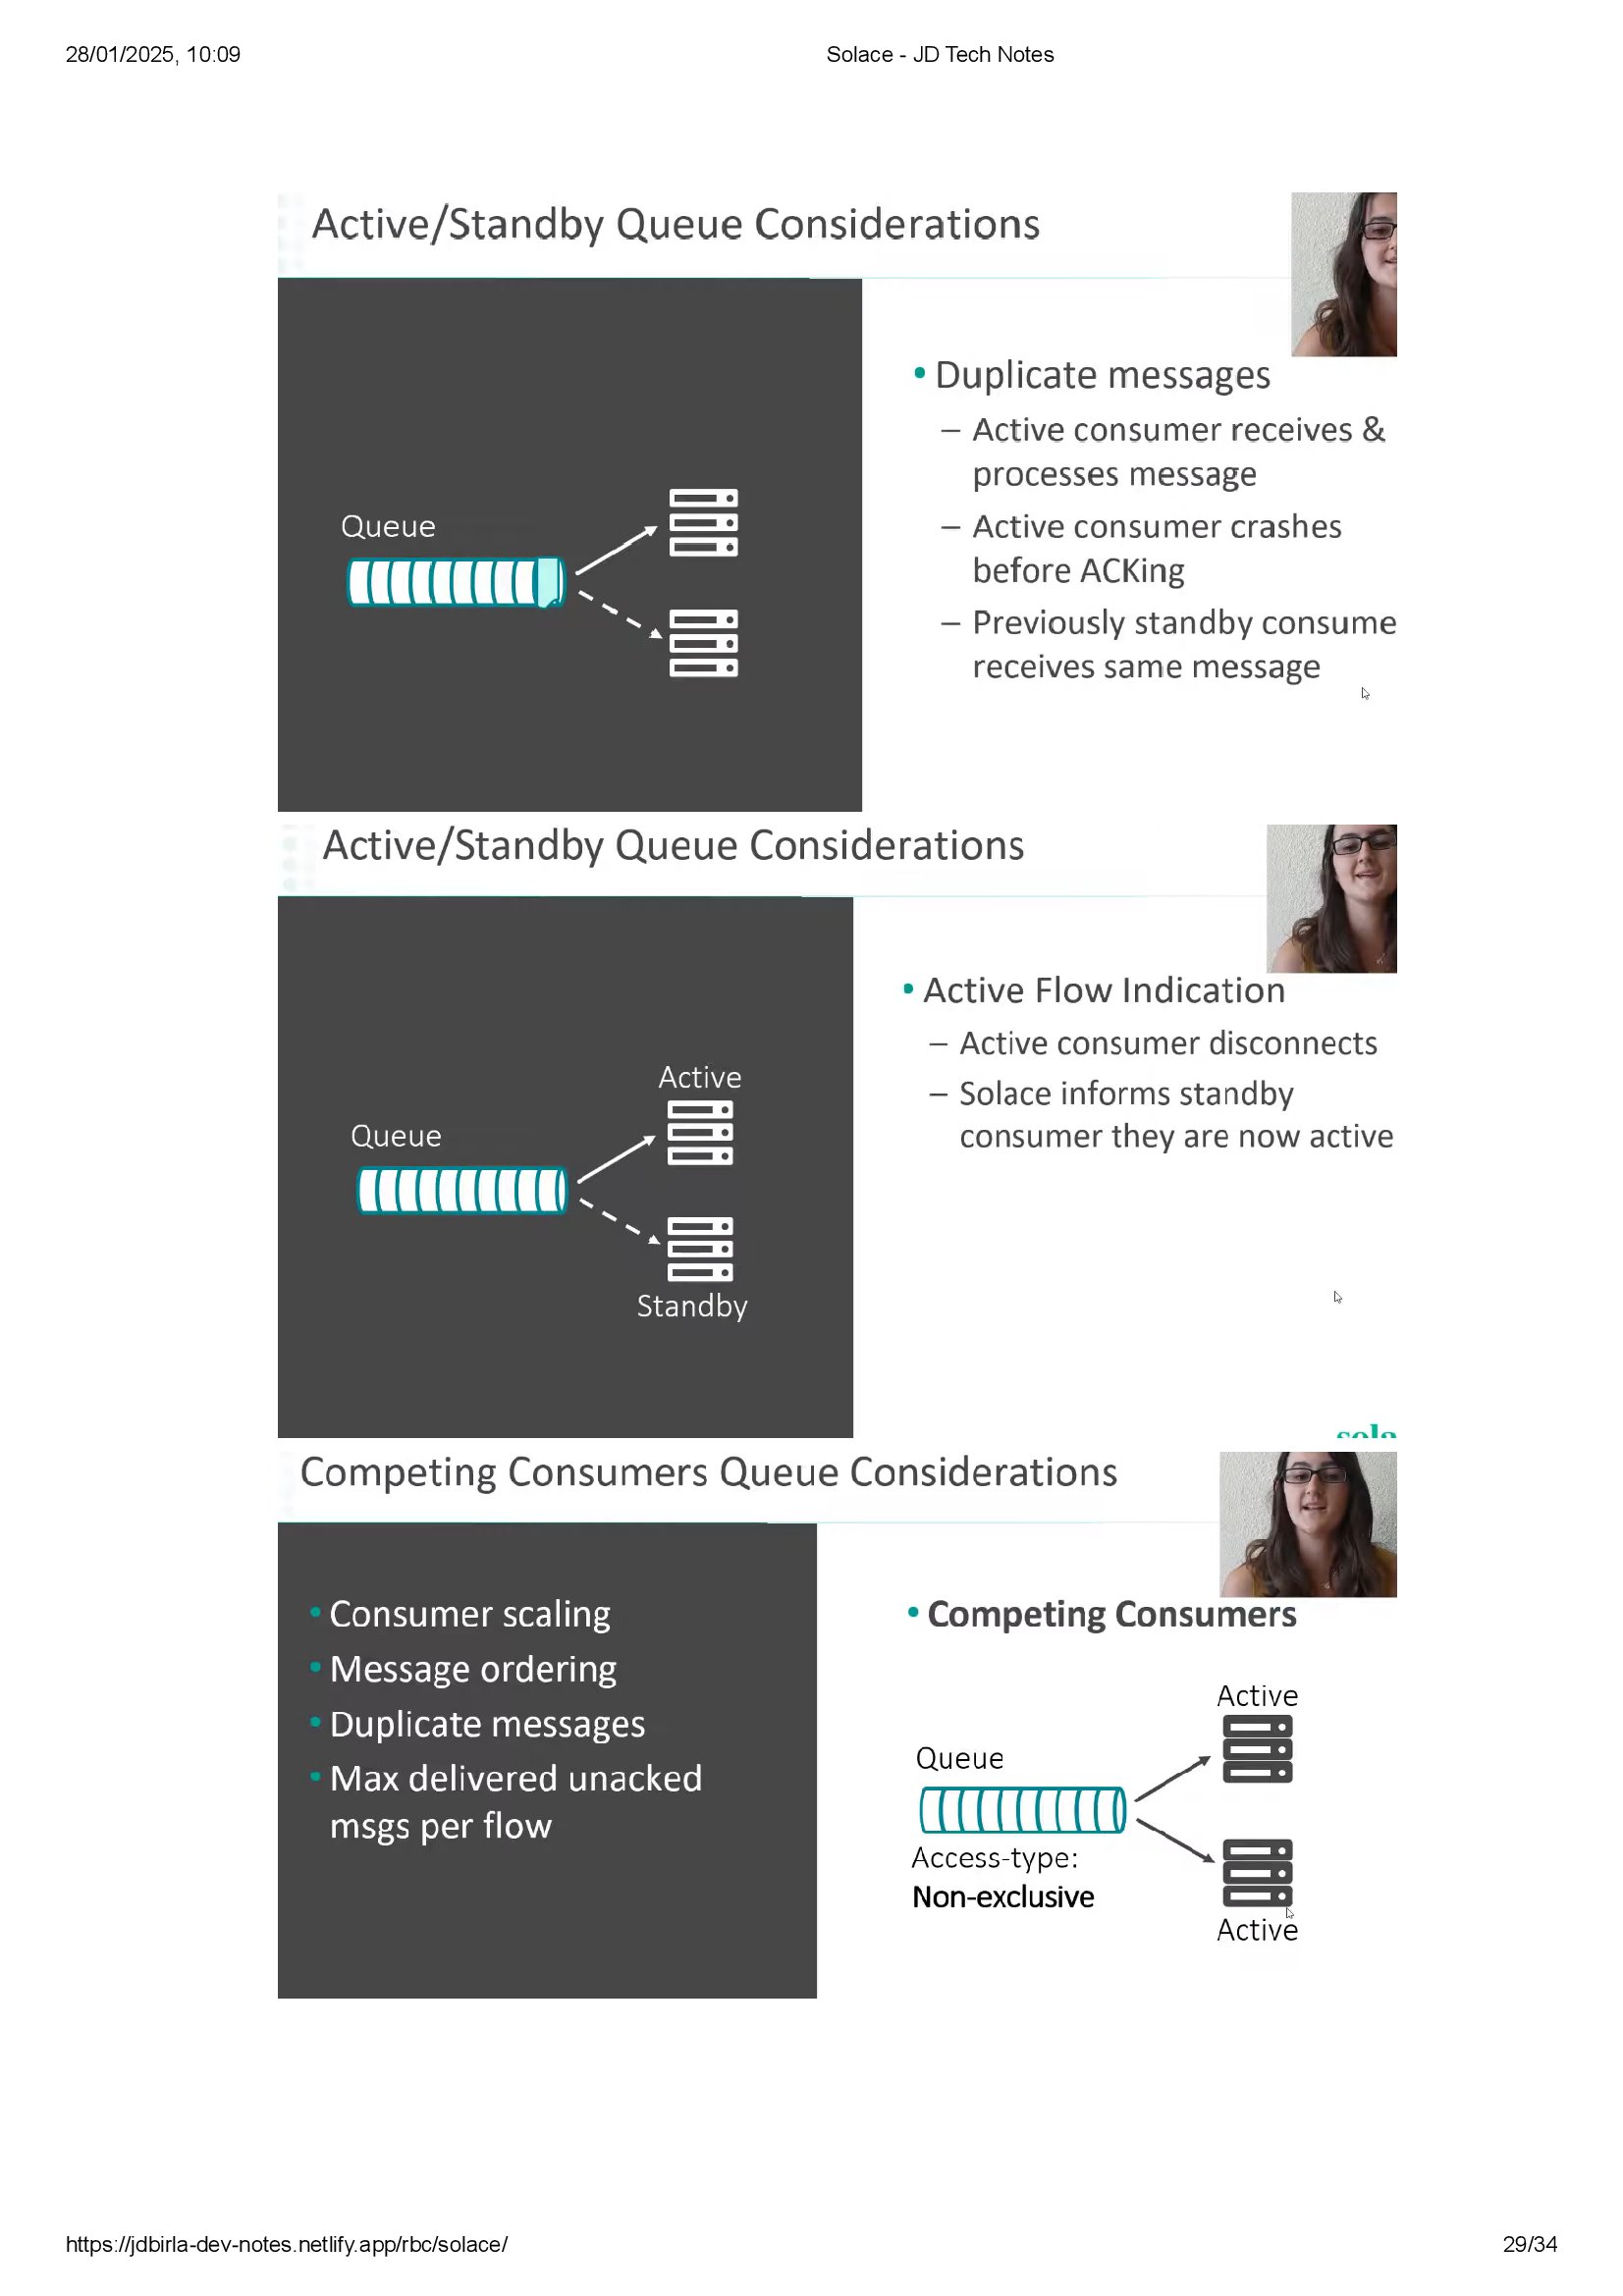 28/01/2025, 10:09
Solace - JD Tech Notes
Active/Standby Queue Considerations
Queue
• Duplicate messages
– Active consumer receives &
processes message
– Active consumer crashes
before ACKing
– Previously standby consume
receives same message
Active/Standby Queue Considerations
Active
Queue
Standby
• Active Flow Indication
– Active consumer disconnects
– Solace informs standby
consumer they are now active
sola
Competing Consumers Queue Considerations
• Consumer scaling
• Message ordering
• Duplicate messages
• Max delivered unacked
msgs per flow
• Competing Consumers
Active
Queue
Access-type:
Non-exclusive
Active
https://jdbirla-dev-notes.netlify.app/rbc/solace/
29/34